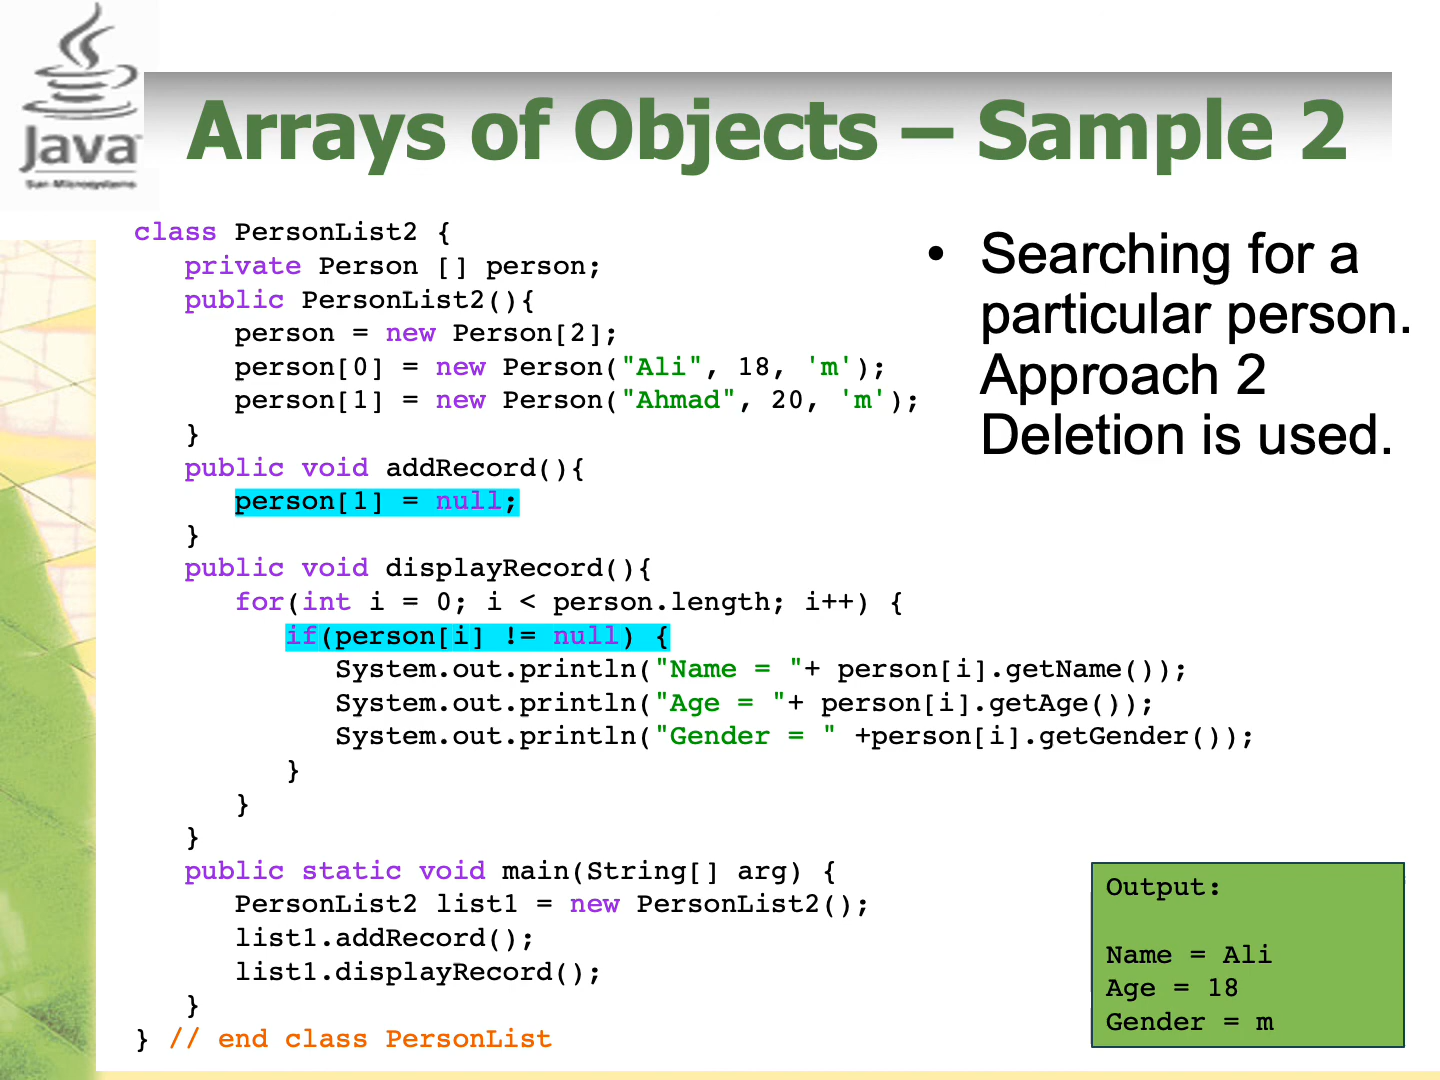 Java
Sun Microsystems
Arrays of Objects – Sample 2
class PersonList2 {
   private Person [] person;
   public PersonList2(){
      person = new Person[2];
      person[0] = new Person("Ali", 18, 'm');
      person[1] = new Person("Ahmad", 20, 'm');
   }
   public void addRecord(){
      person[1] = null;
   }
   public void displayRecord(){
      for(int i = 0; i < person.length; i++) {
         if(person[i] != null) {
            System.out.println("Name = "+ person[i].getName());
            System.out.println("Age = "+ person[i].getAge());
            System.out.println("Gender = " +person[i].getGender());
         }
      }
   }
   public static void main(String[] arg) {
      PersonList2 list1 = new PersonList2();
      list1.addRecord();
      list1.displayRecord();
   }
} // end class PersonList
• Searching for a
particular person.
Approach 2
Deletion is used.
Output:
Name = Ali
Age = 18
Gender = m